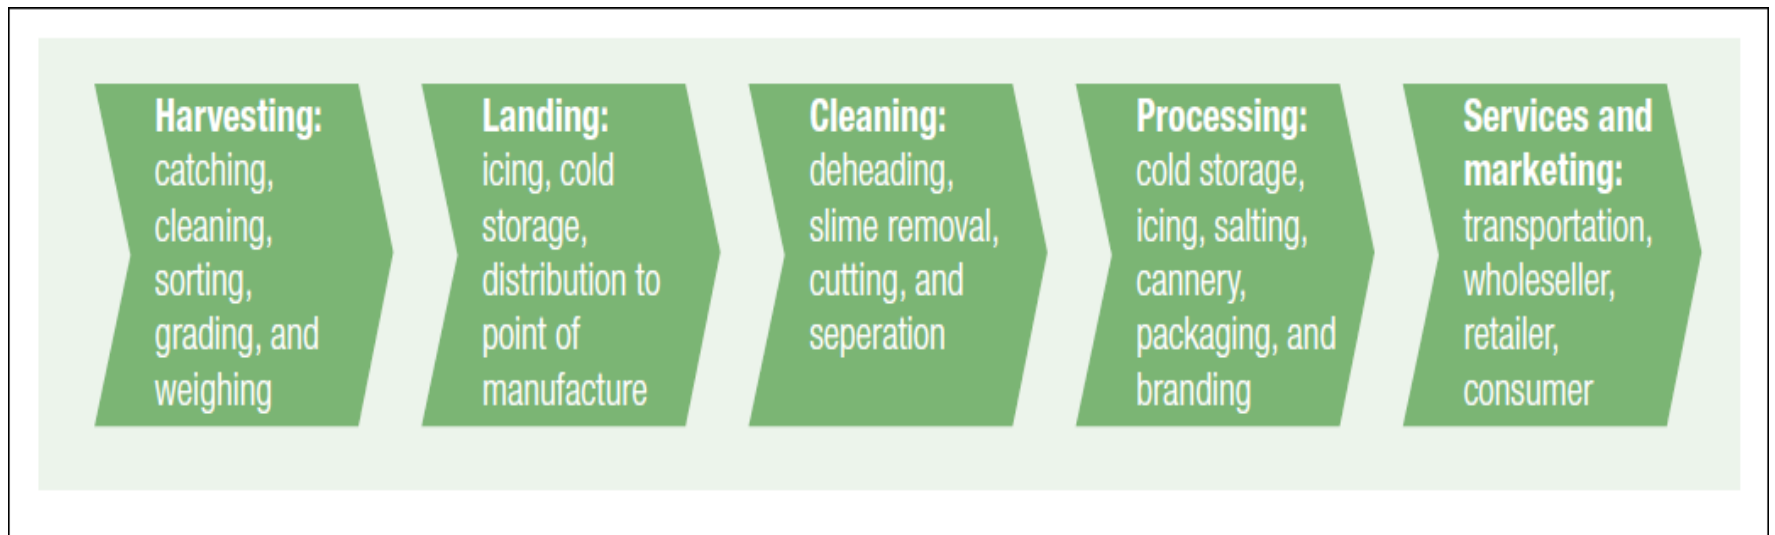 Harvesting:
catching,
cleaning,
sorting,
grading, and
weighing
Landing:
icing, cold
storage,
distribution to
point of
manufacture
Cleaning:
deheading,
slime removal,
cutting, and
seperation
Processing:
cold storage,
icing, salting,
cannery,
packaging, and
branding
Services and
marketing:
transportation,
wholeseller,
retailer,
consumer